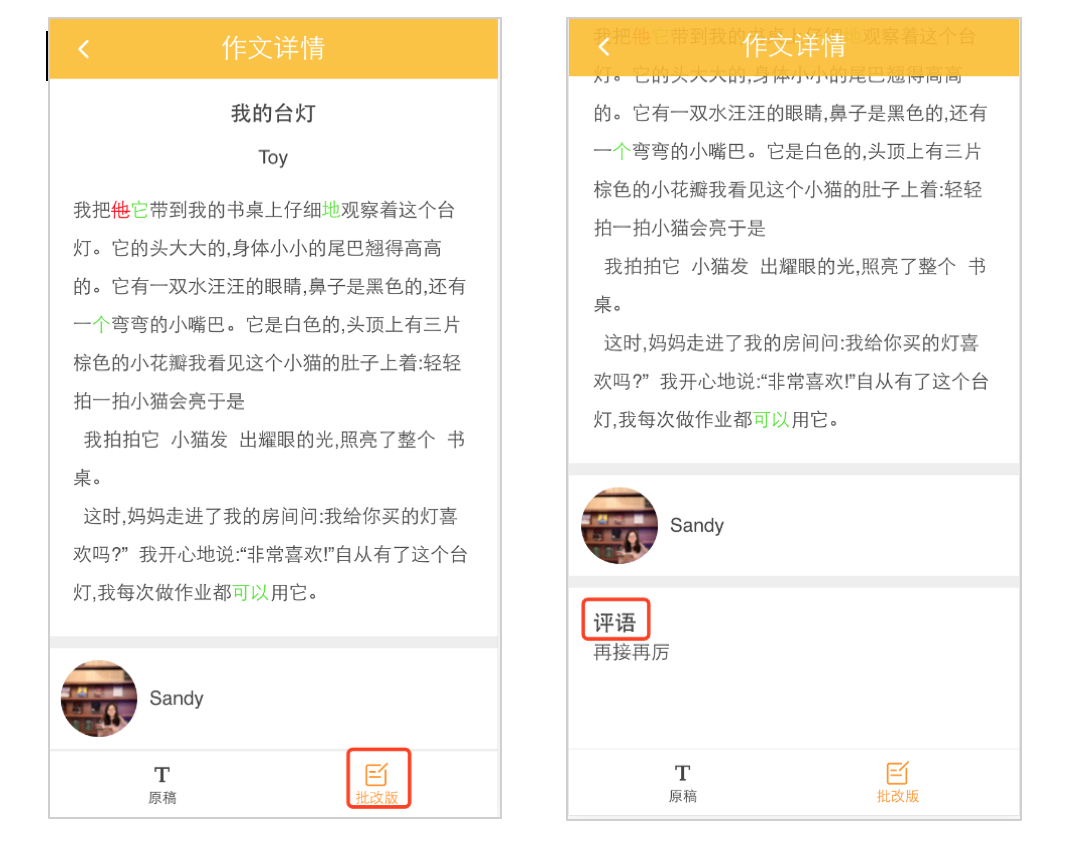 作文详情
我的台灯
Toy
我把他它带到我的书桌上仔细地观察着这个台
灯。它的头大大的,身体小小的尾巴翘得高高
的。它有一双水汪汪的眼睛,鼻子是黑色的,还有
一个弯弯的小嘴巴。它是白色的,头顶上有三片
棕色的小花瓣我看见这个小猫的肚子上着:轻轻
拍一拍小猫会亮于是
我拍拍它 小猫发 出耀眼的光,照亮了整个 书
桌。
这时,妈妈走进了我的房间问:我给你买的灯喜
欢吗?” 我开心地说:“非常喜欢!”自从有了这个台
灯,我每次做作业都可以用它。
Sandy
T
原稿
批改版
作文详情
我把他它带到我的书桌上仔细地观察着这个台
灯。它的头大大的,身体小小的尾巴翘得高高
的。它有一双水汪汪的眼睛,鼻子是黑色的,还有
一个弯弯的小嘴巴。它是白色的,头顶上有三片
棕色的小花瓣我看见这个小猫的肚子上着:轻轻
拍一拍小猫会亮于是
我拍拍它 小猫发 出耀眼的光,照亮了整个 书
桌。
这时,妈妈走进了我的房间问:我给你买的灯喜
欢吗?” 我开心地说:“非常喜欢!”自从有了这个台
灯,我每次做作业都可以用它。
Sandy
评语
再接再厉
T
原稿
批改版